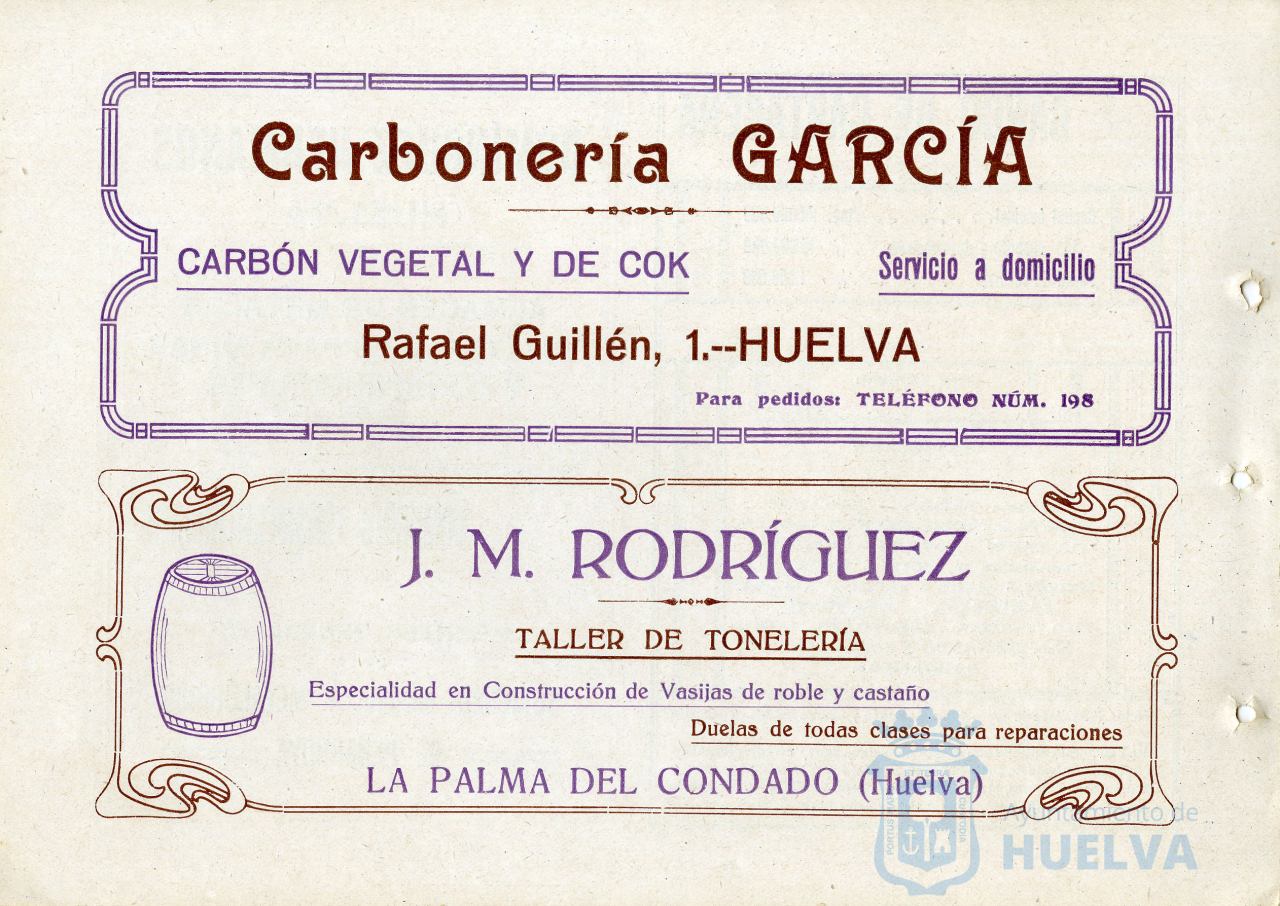 Carbonería GARCÍA
CARBÓN VEGETAL Y DE COK
Servicio a domicilio
Rafael Guillén, 1.--HUELVA
Para pedidos: TELÉFONO NÚM. 198
J. M. RODRÍGUEZ
TALLER DE TONELERÍA
Especialidad en Construcción de Vasijas de roble y castaño
Duelas de todas clases para reparaciones
LA PALMA DEL CONDADO (Huelva)
Ayuntamiento de
HUELVA